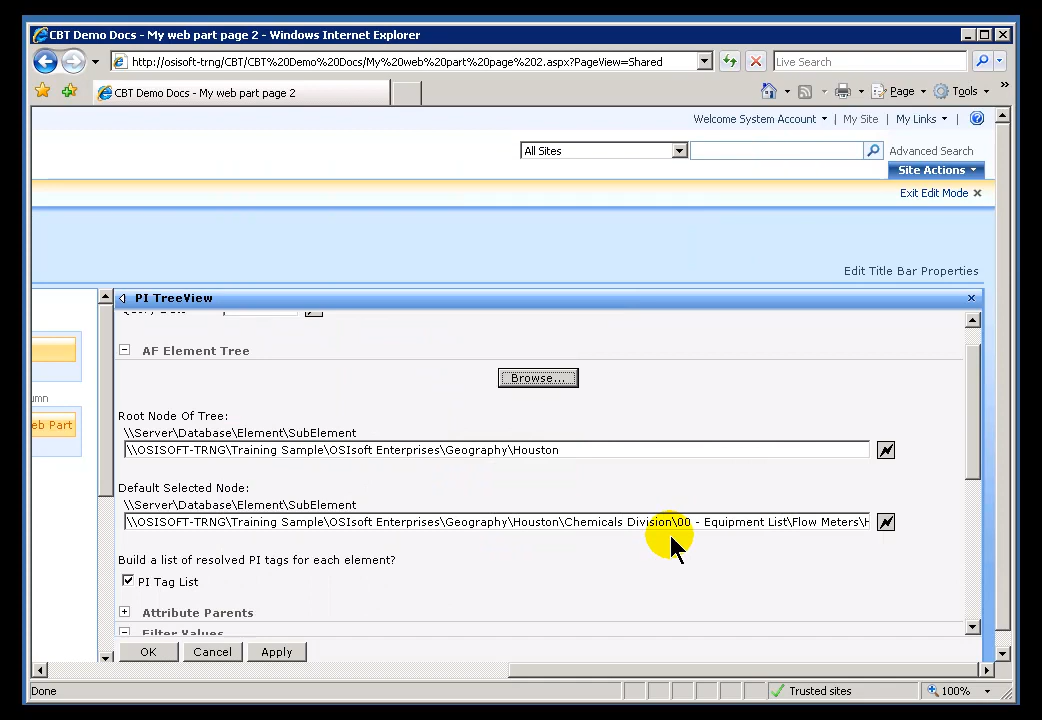 CBT Demo Docs - My web part page 2 - Windows Internet Explorer
http://osisoft-trng/CBT/CBT%20Demo%20Docs/My%20web%20part%20page%202.aspx?PageView=Shared
Live Search
CBT Demo Docs - My web part page 2
Page
Tools
»
Welcome System Account
My Site
My Links
All Sites
Advanced Search
Site Actions
Exit Edit Mode
Edit Title Bar Properties
PI TreeView
AF Element Tree
Browse...
Root Node Of Tree:
\\Server\Database\Element\SubElement
umn
eb Part
\\OSISOFT-TRNG\Training Sample\OSIsoft Enterprises\Geography\Houston
Default Selected Node:
\\Server\Database\Element\SubElement
\\OSISOFT-TRNG\Training Sample\OSIsoft Enterprises\Geography\Houston\Chemicals Division\00 - Equipment List\Flow Meters\H
Build a list of resolved PI tags for each element?
PI Tag List
Attribute Parents
Filter Values
OK Cancel Apply
Done
Trusted sites
100%